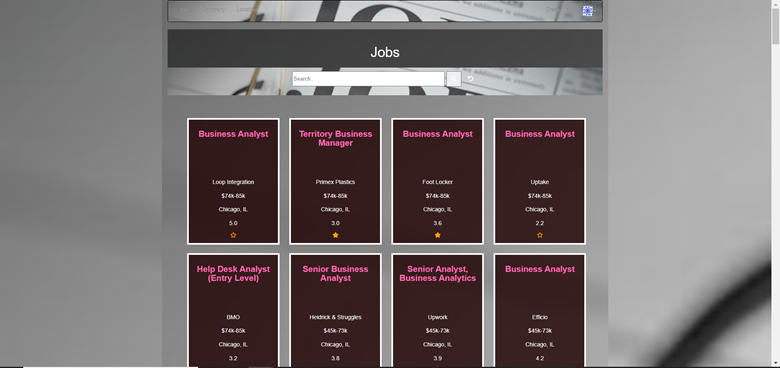 Jobs
Search..
Business Analyst
Loop Integration
$74k-85k
Chicago, IL
5.0
Territory Business
Manager
Primex Plastics
$74k-85k
Chicago, IL
3.0
Business Analyst
Foot Locker
$74k-85k
Chicago, IL
3.6
Business Analyst
Uptake
$74k-85k
Chicago, IL
2.2
Help Desk Analyst
(Entry Level)
BMO
$74k-85k
Chicago, IL
3.2
Senior Business
Analyst
Heidrick & Struggles
$45k-73k
Chicago, IL
3.8
Senior Analyst,
Business Analytics
Upwork
$45k-73k
Chicago, IL
3.9
Business Analyst
Efficio
$45k-73k
Chicago, IL
4.2